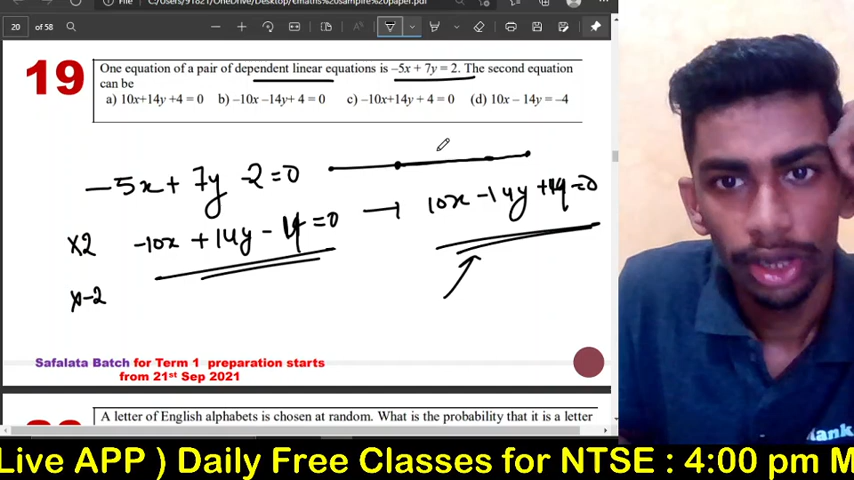 20 of 58
19
One equation of a pair of dependent linear equations is –5x + 7y = 2. The second equation
can be
a) 10x+14y +4 = 0 b) –10x –14y+ 4 = 0 c) –10x+14y + 4 = 0 (d) 10x – 14y = –4
–5x + 7y -2 = 0
x2 -10x + 14y - 4 = 0 → 10x -14y +4 = 0
x-2
Safalata Batch for Term 1 preparation starts
from 21st Sep 2021
A letter of English alphabets is chosen at random. What is the probability that it is a letter
Live APP ) Daily Free Classes for NTSE : 4:00 pm M